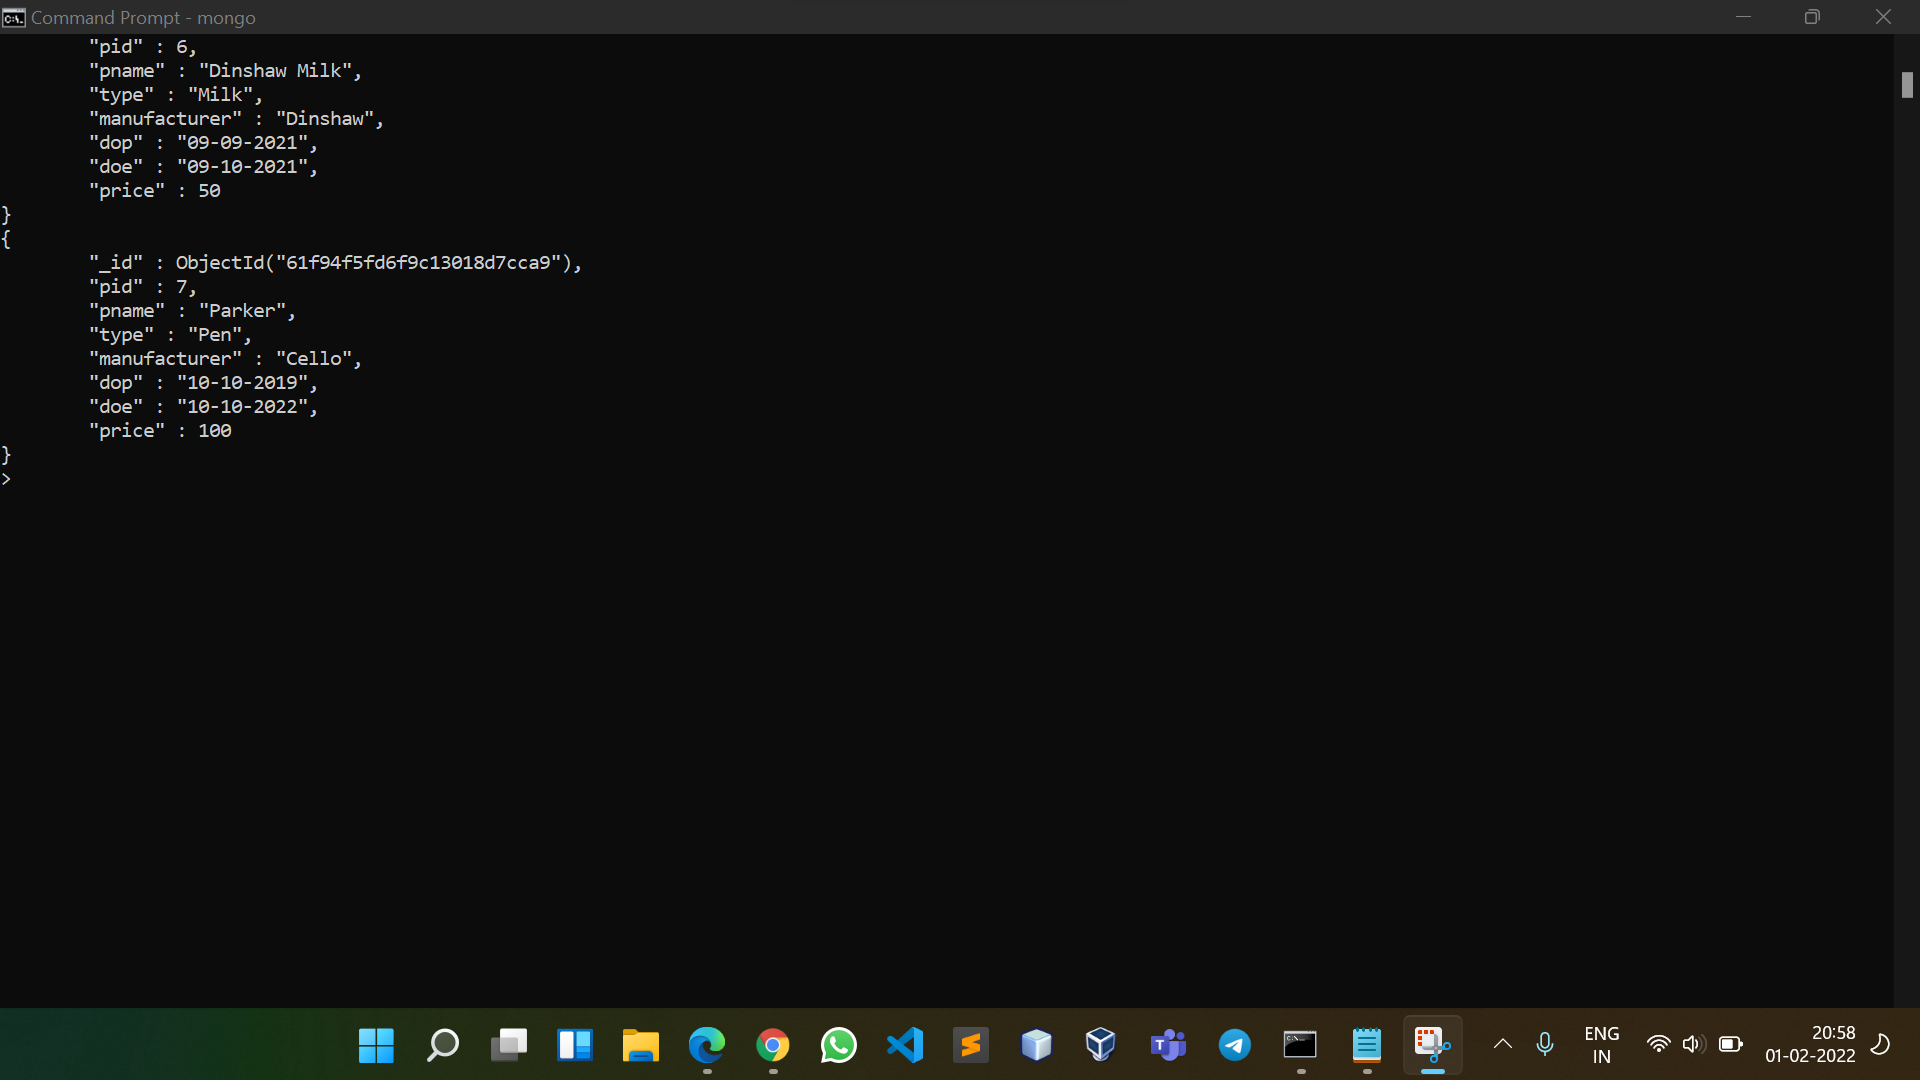 Command Prompt - mongo
"pid" : 6,
"pname" : "Dinshaw Milk",
"type" : "Milk",
"manufacturer" : "Dinshaw",
"dop" : "09-09-2021",
"doe" : "09-10-2021",
"price" : 50
}
{
"_id" : ObjectId("61f94f5fd6f9c13018d7cca9"),
"pid" : 7,
"pname" : "Parker",
"type" : "Pen",
"manufacturer" : "Cello",
"dop" : "10-10-2019",
"doe" : "10-10-2022",
"price" : 100
}
>
ENG
IN
20:58
01-02-2022